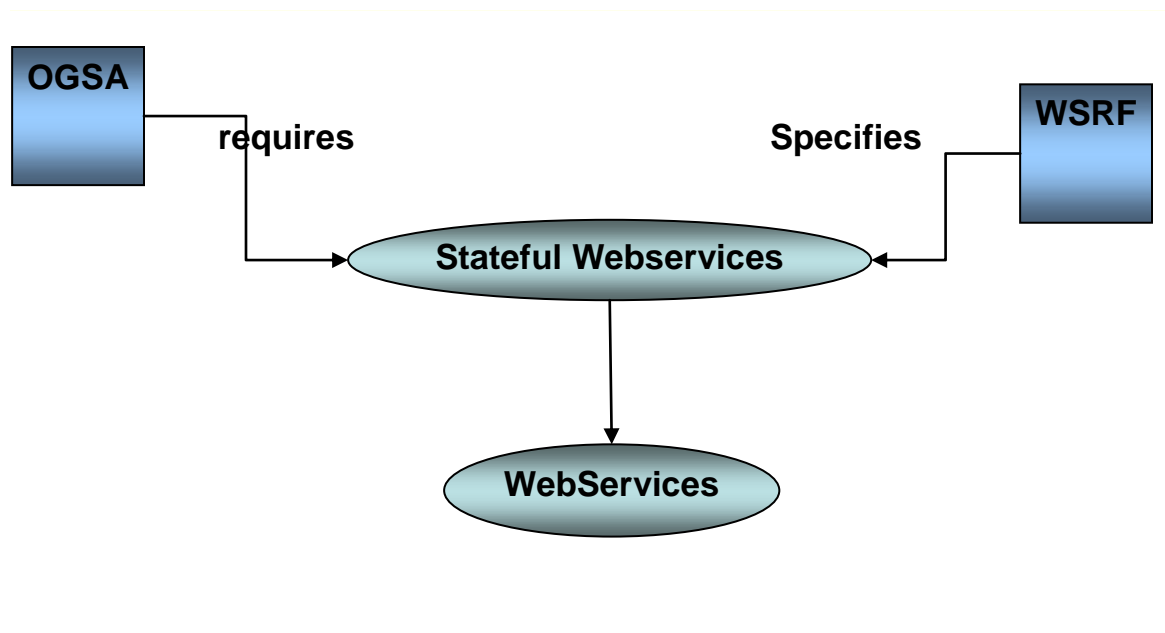 OGSA
WSRF
requires
Specifies
Stateful Webservices
WebServices